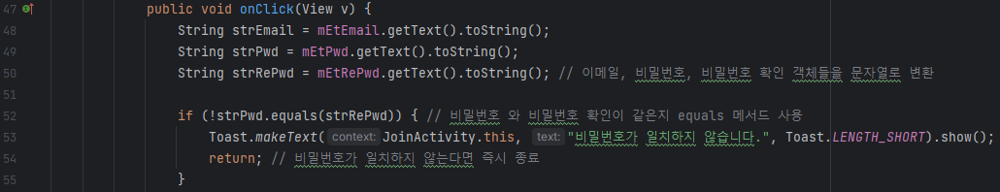 47 public void onClick(View v) {
48 String strEmail = mEtEmail.getText().toString();
49 String strPwd = mEtPwd.getText().toString();
50 String strRePwd = mEtRePwd.getText().toString(); // 이메일, 비밀번호, 비밀번호 확인 객체들을 문자열로 변환
51
52 if (!strPwd.equals(strRePwd)) { // 비밀번호 와 비밀번호 확인이 같은지 equals 메서드 사용
53 Toast.makeText( context: JoinActivity.this, text: "비밀번호가 일치하지 않습니다.", Toast.LENGTH_SHORT).show();
54 return; // 비밀번호가 일치하지 않는다면 즉시 종료
55 }